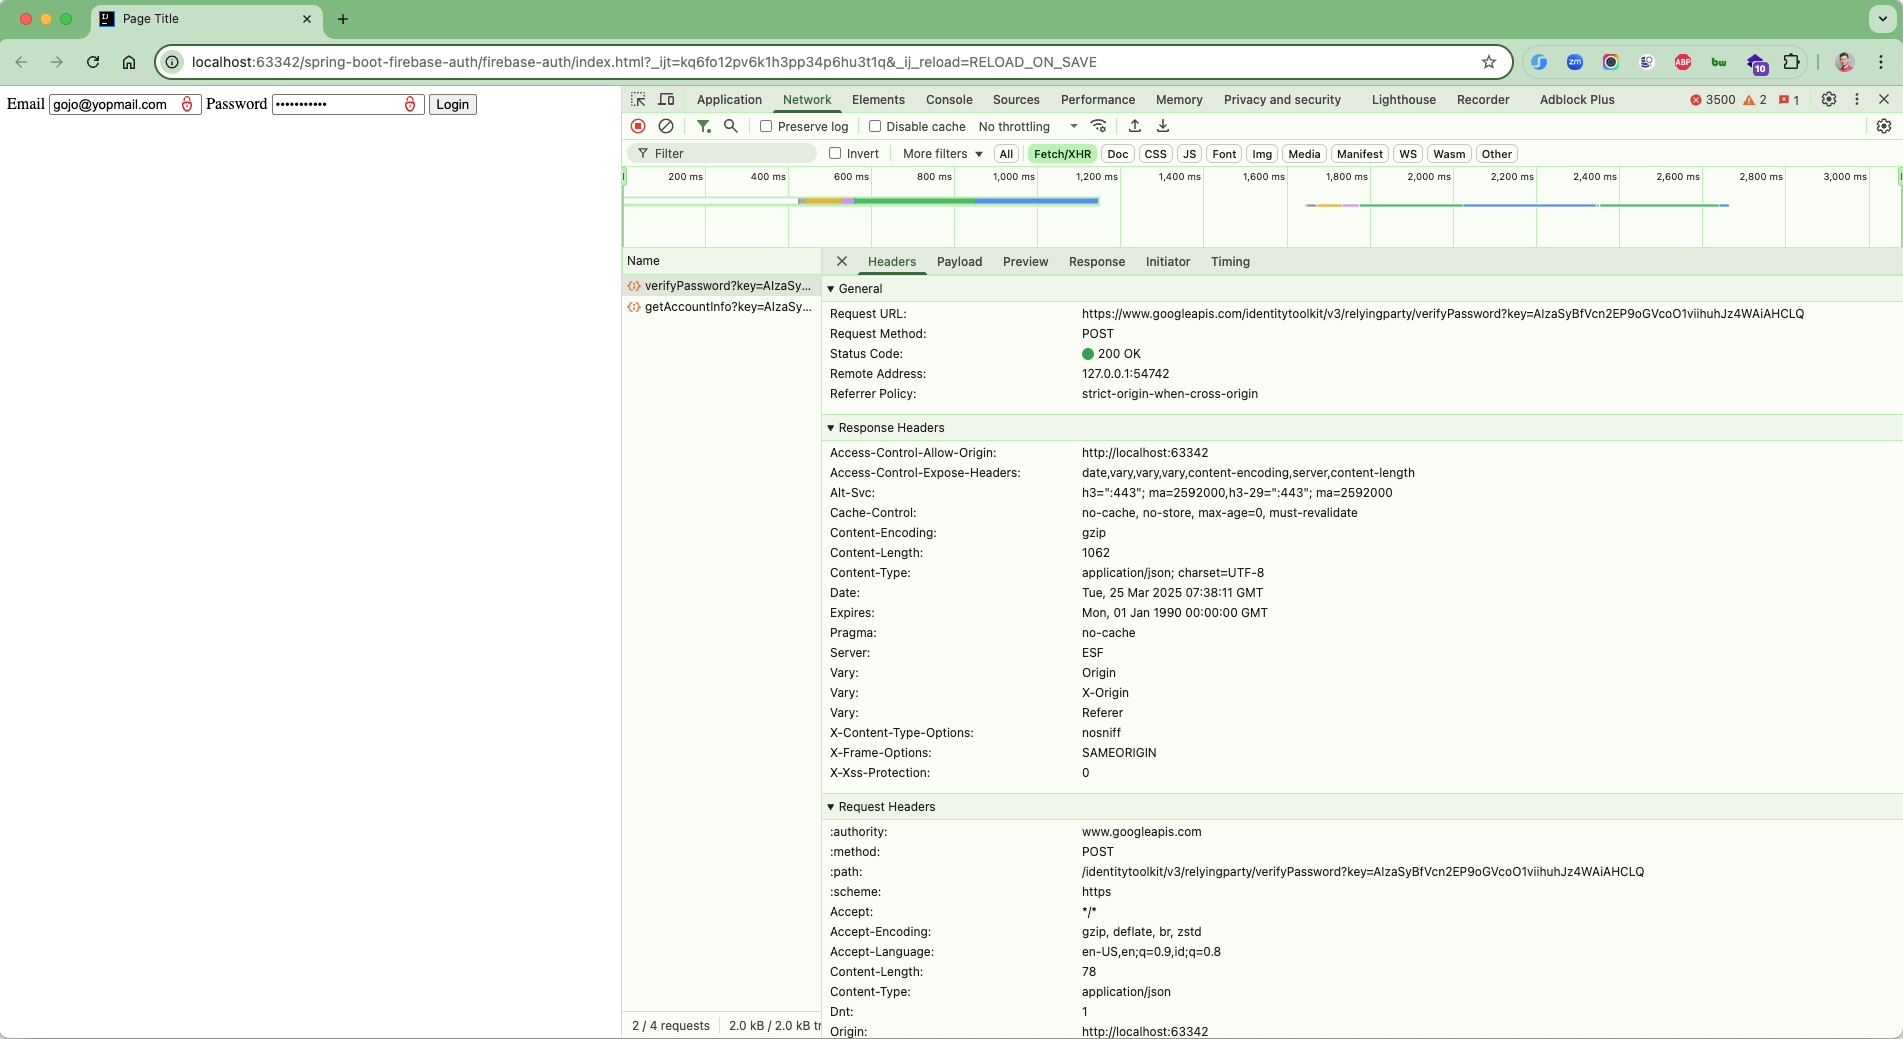 Page Title
localhost:63342/spring-boot-firebase-auth/firebase-auth/index.html?_ijt=kq6fo12pv6k1h3pp34p6hu3t1q&_ij_reload=RELOAD_ON_SAVE
zm ABP bw 10
Email gojo@yopmail.com Password ••••••••••• Login
Application Network Elements Console Sources Performance Memory Privacy and security Lighthouse Recorder Adblock Plus 3500 2 1
Preserve log Disable cache No throttling
Filter Invert More filters All Fetch/XHR Doc CSS JS Font Img Media Manifest WS Wasm Other
200 ms 400 ms 600 ms 800 ms 1,000 ms 1,200 ms 1,400 ms 1,600 ms 1,800 ms 2,000 ms 2,200 ms 2,400 ms 2,600 ms 2,800 ms 3,000 ms
Name
verifyPassword?key=AIzaSy...
getAccountInfo?key=AIzaSy...
Headers Payload Preview Response Initiator Timing
General
Request URL: https://www.googleapis.com/identitytoolkit/v3/relyingparty/verifyPassword?key=AIzaSyBfVcn2EP9oGVcoO1viihuhJz4WAiAHCLQ
Request Method: POST
Status Code: 200 OK
Remote Address: 127.0.0.1:54742
Referrer Policy: strict-origin-when-cross-origin
Response Headers
Access-Control-Allow-Origin: http://localhost:63342
Access-Control-Expose-Headers: date,vary,vary,vary,content-encoding,server,content-length
Alt-Svc: h3=":443"; ma=2592000,h3-29=":443"; ma=2592000
Cache-Control: no-cache, no-store, max-age=0, must-revalidate
Content-Encoding: gzip
Content-Length: 1062
Content-Type: application/json; charset=UTF-8
Date: Tue, 25 Mar 2025 07:38:11 GMT
Expires: Mon, 01 Jan 1990 00:00:00 GMT
Pragma: no-cache
Server: ESF
Vary: Origin
Vary: X-Origin
Vary: Referer
X-Content-Type-Options: nosniff
X-Frame-Options: SAMEORIGIN
X-Xss-Protection: 0
Request Headers
:authority: www.googleapis.com
:method: POST
:path: /identitytoolkit/v3/relyingparty/verifyPassword?key=AIzaSyBfVcn2EP9oGVcoO1viihuhJz4WAiAHCLQ
:scheme: https
Accept: */*
Accept-Encoding: gzip, deflate, br, zstd
Accept-Language: en-US,en;q=0.9,id;q=0.8
Content-Length: 78
Content-Type: application/json
Dnt: 1
Origin: http://localhost:63342
2 / 4 requests 2.0 kB / 2.0 kB tr